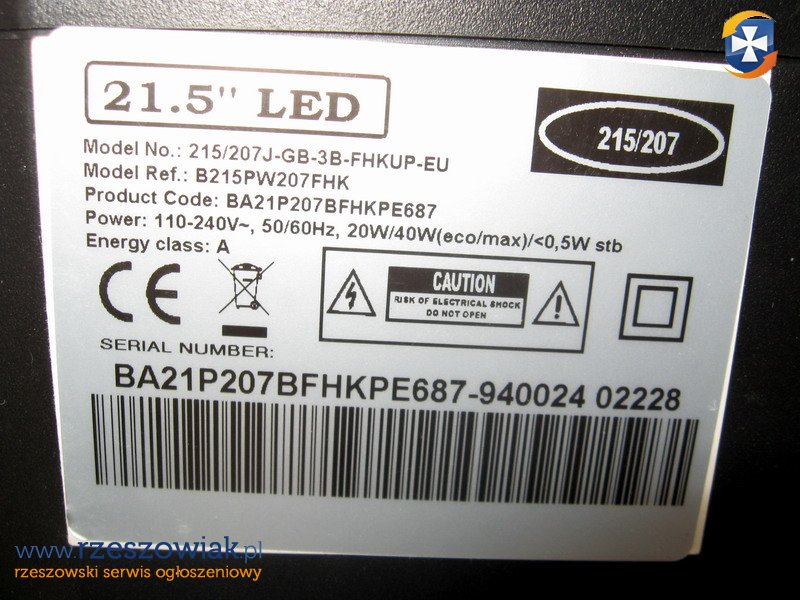 21.5" LED
215/207
Model No.: 215/207J-GB-3B-FHKUP-EU
Model Ref.: B215PW207FHK
Product Code: BA21P207BFHKPE687
Power: 110-240V~, 50/60Hz, 20W/40W(eco/max)/<0,5W stb
Energy class: A
CE
CAUTION
RISK OF ELECTRICAL SHOCK
DO NOT OPEN
SERIAL NUMBER:
BA21P207BFHKPE687-940024 02228
www.rzeszowiak.pl
rzeszowski serwis ogłoszeniowy